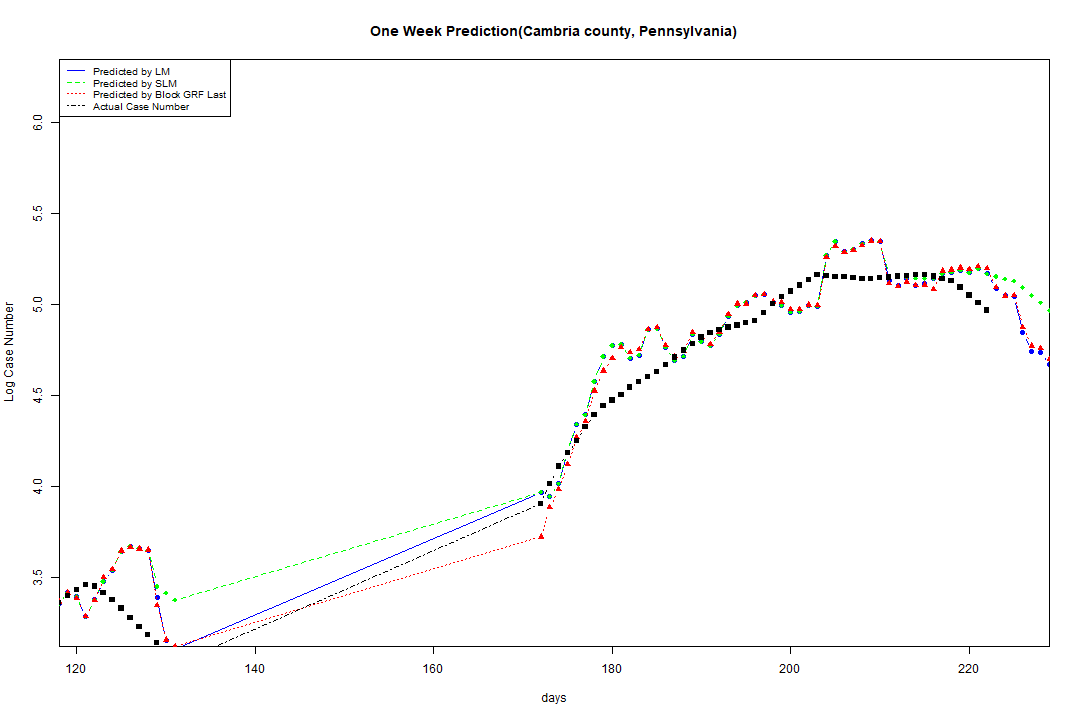 One Week Prediction(Cambria county, Pennsylvania)
Predicted by LM
Predicted by SLM
Predicted by Block GRF Last
Actual Case Number
Log Case Number
6.0
5.5
5.0
4.5
4.0
3.5
120 140 160 180 200 220
days